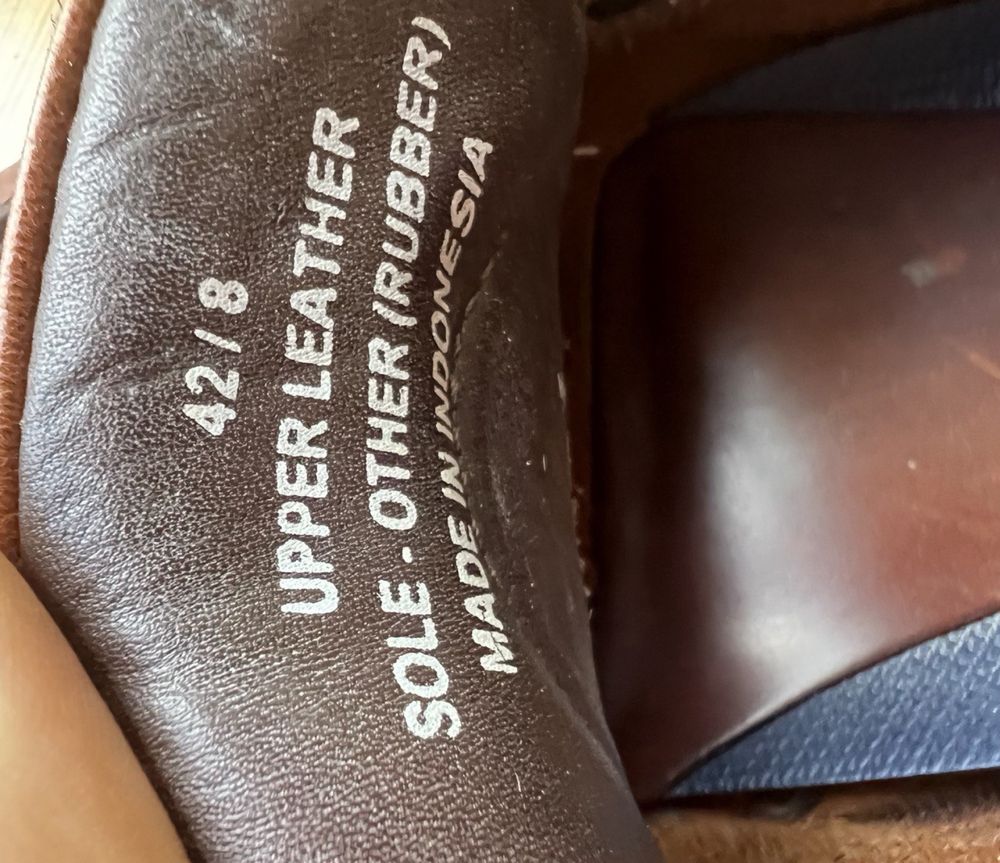 42 / 8
UPPER LEATHER
SOLE - OTHER (RUBBER)
MADE IN INDONESIA